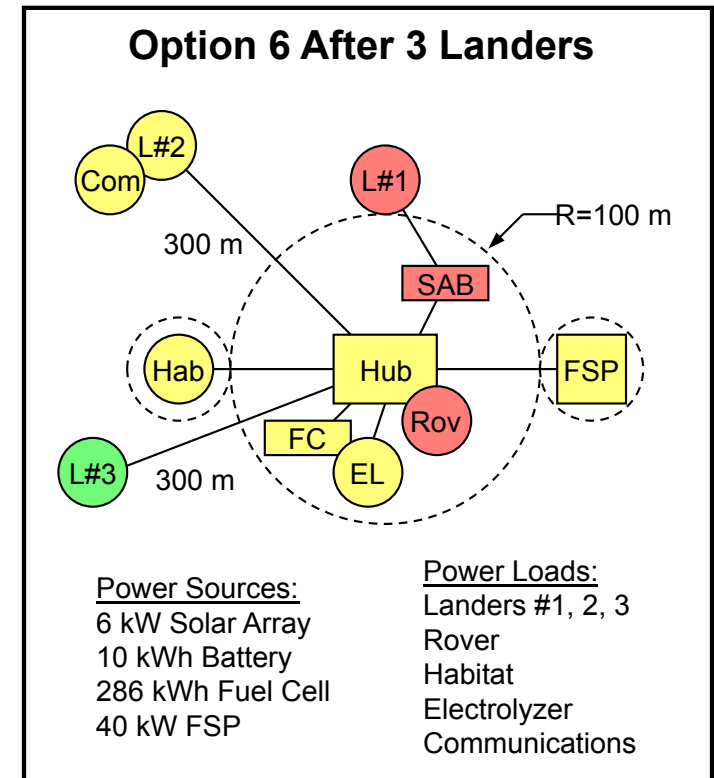 Option 6 After 3 Landers
L#2
Com
L#1
R=100 m
300 m
SAB
Hab
Hub
FSP
Rov
FC
EL
L#3
300 m
Power Sources:
6 kW Solar Array
10 kWh Battery
286 kWh Fuel Cell
40 kW FSP
Power Loads:
Landers #1, 2, 3
Rover
Habitat
Electrolyzer
Communications